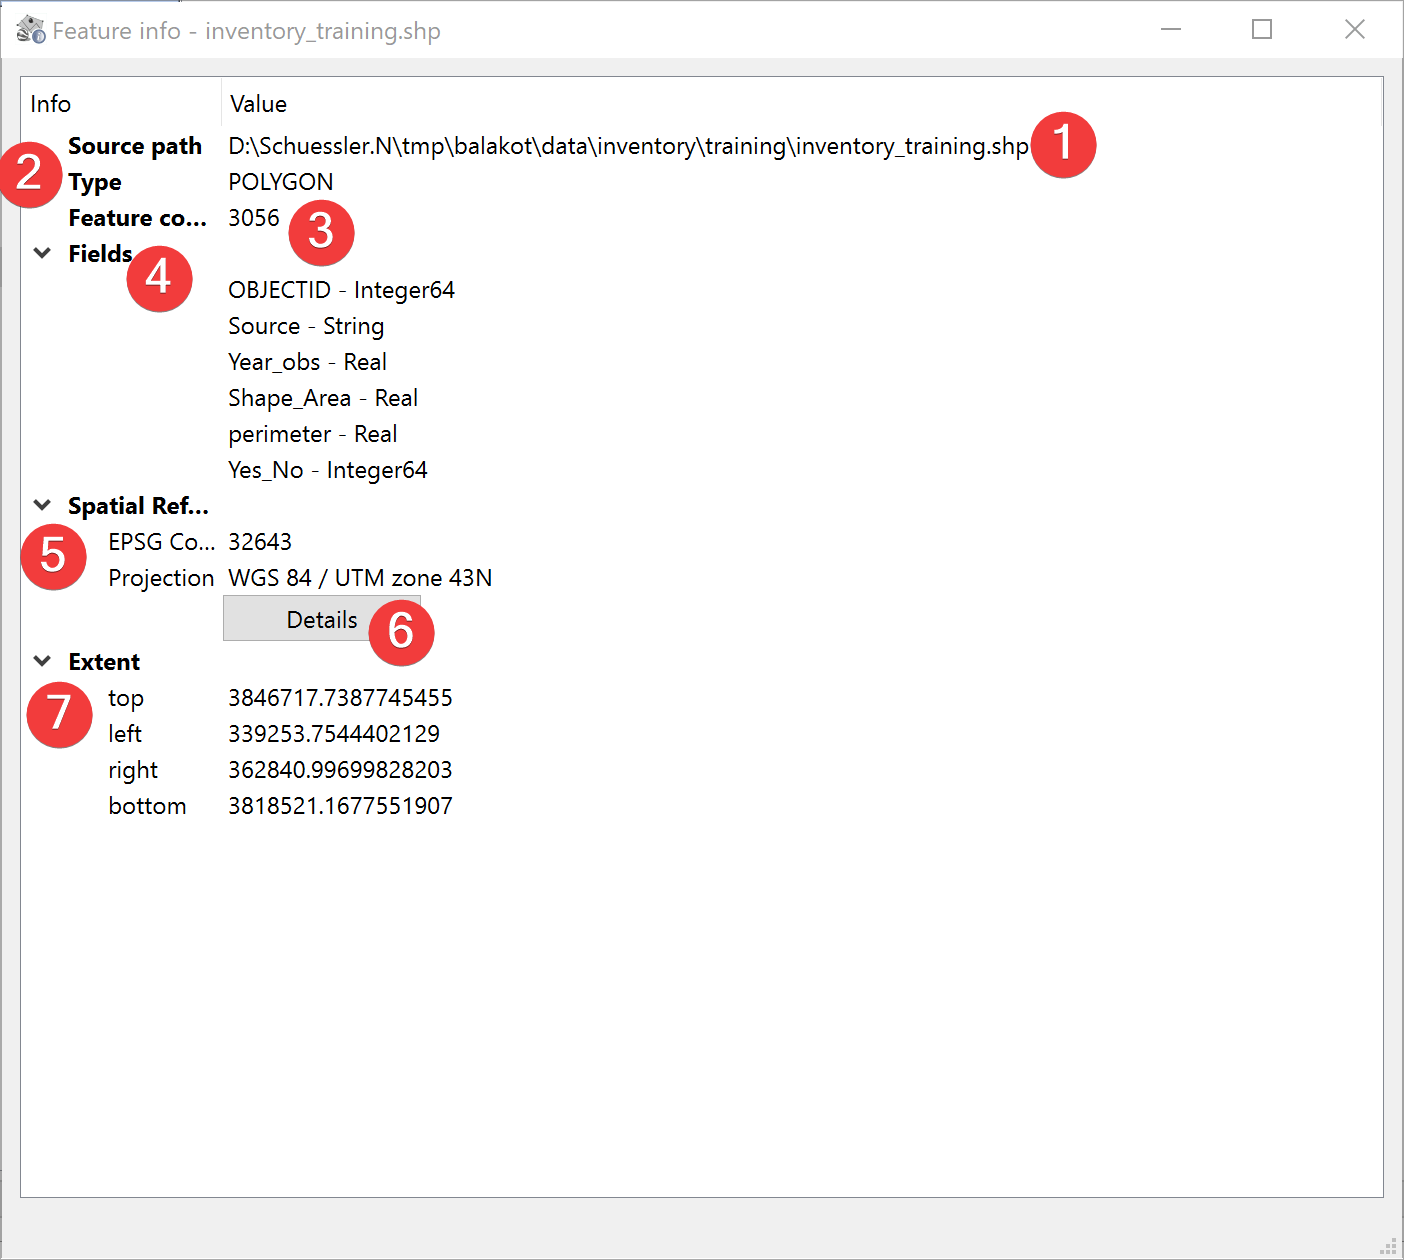 Feature info - inventory_training.shp
Info Value
Source path D:\Schuessler.N\tmp\balakot\data\inventory\training\inventory_training.shp 1
2 Type POLYGON
Feature co... 3056 3
Fields 4
OBJECTID - Integer64
Source - String
Year_obs - Real
Shape_Area - Real
perimeter - Real
Yes_No - Integer64
Spatial Ref...
5 EPSG Co... 32643
Projection WGS 84 / UTM zone 43N
Details 6
Extent
7 top 3846717.7387745455
left 339253.7544402129
right 362840.99699828203
bottom 3818521.1677551907